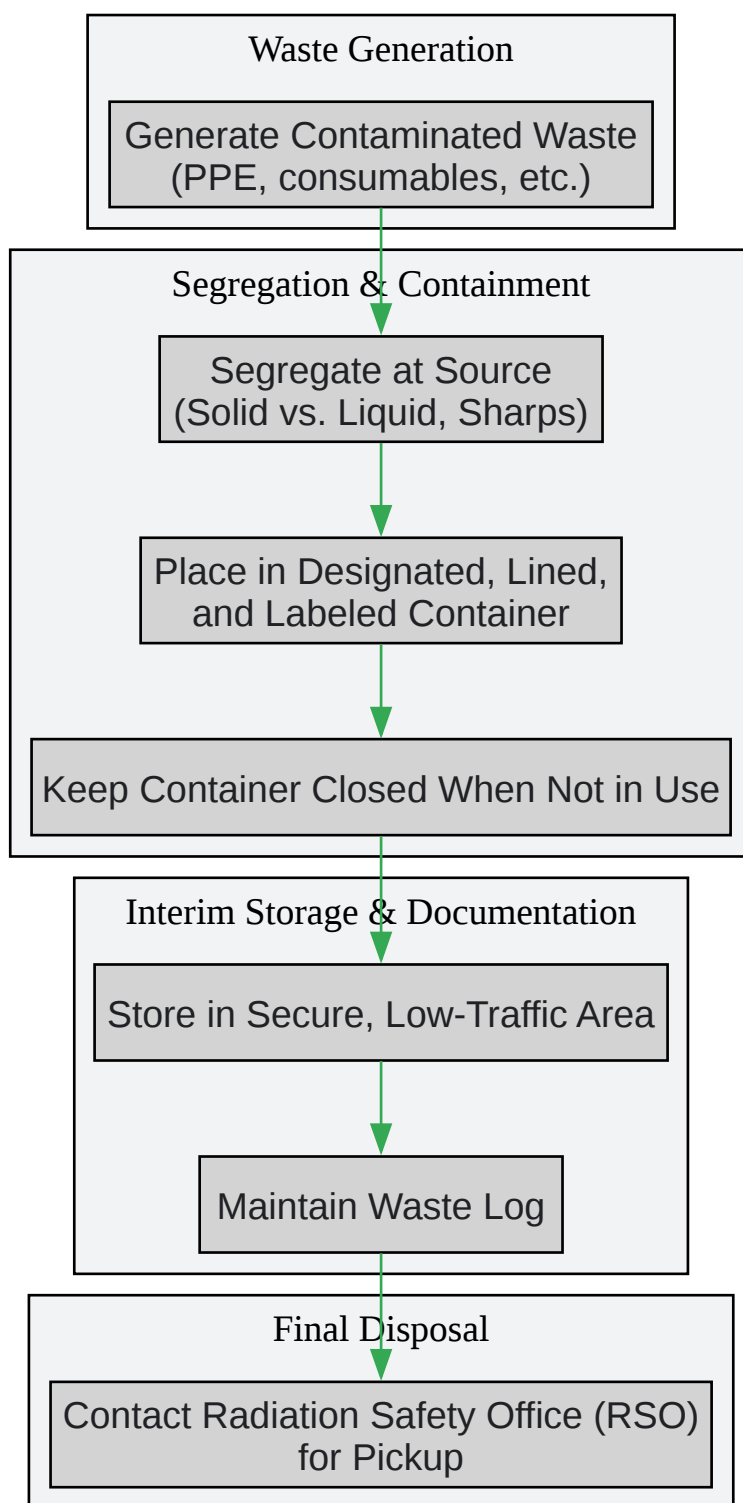 Waste Generation
Generate Contaminated Waste
(PPE, consumables, etc.)
Segregation & Containment
Segregate at Source
(Solid vs. Liquid, Sharps)
Place in Designated, Lined,
and Labeled Container
Keep Container Closed When Not in Use
Interim Storage & Documentation
Store in Secure, Low-Traffic Area
Maintain Waste Log
Final Disposal
Contact Radiation Safety Office (RSO)
for Pickup